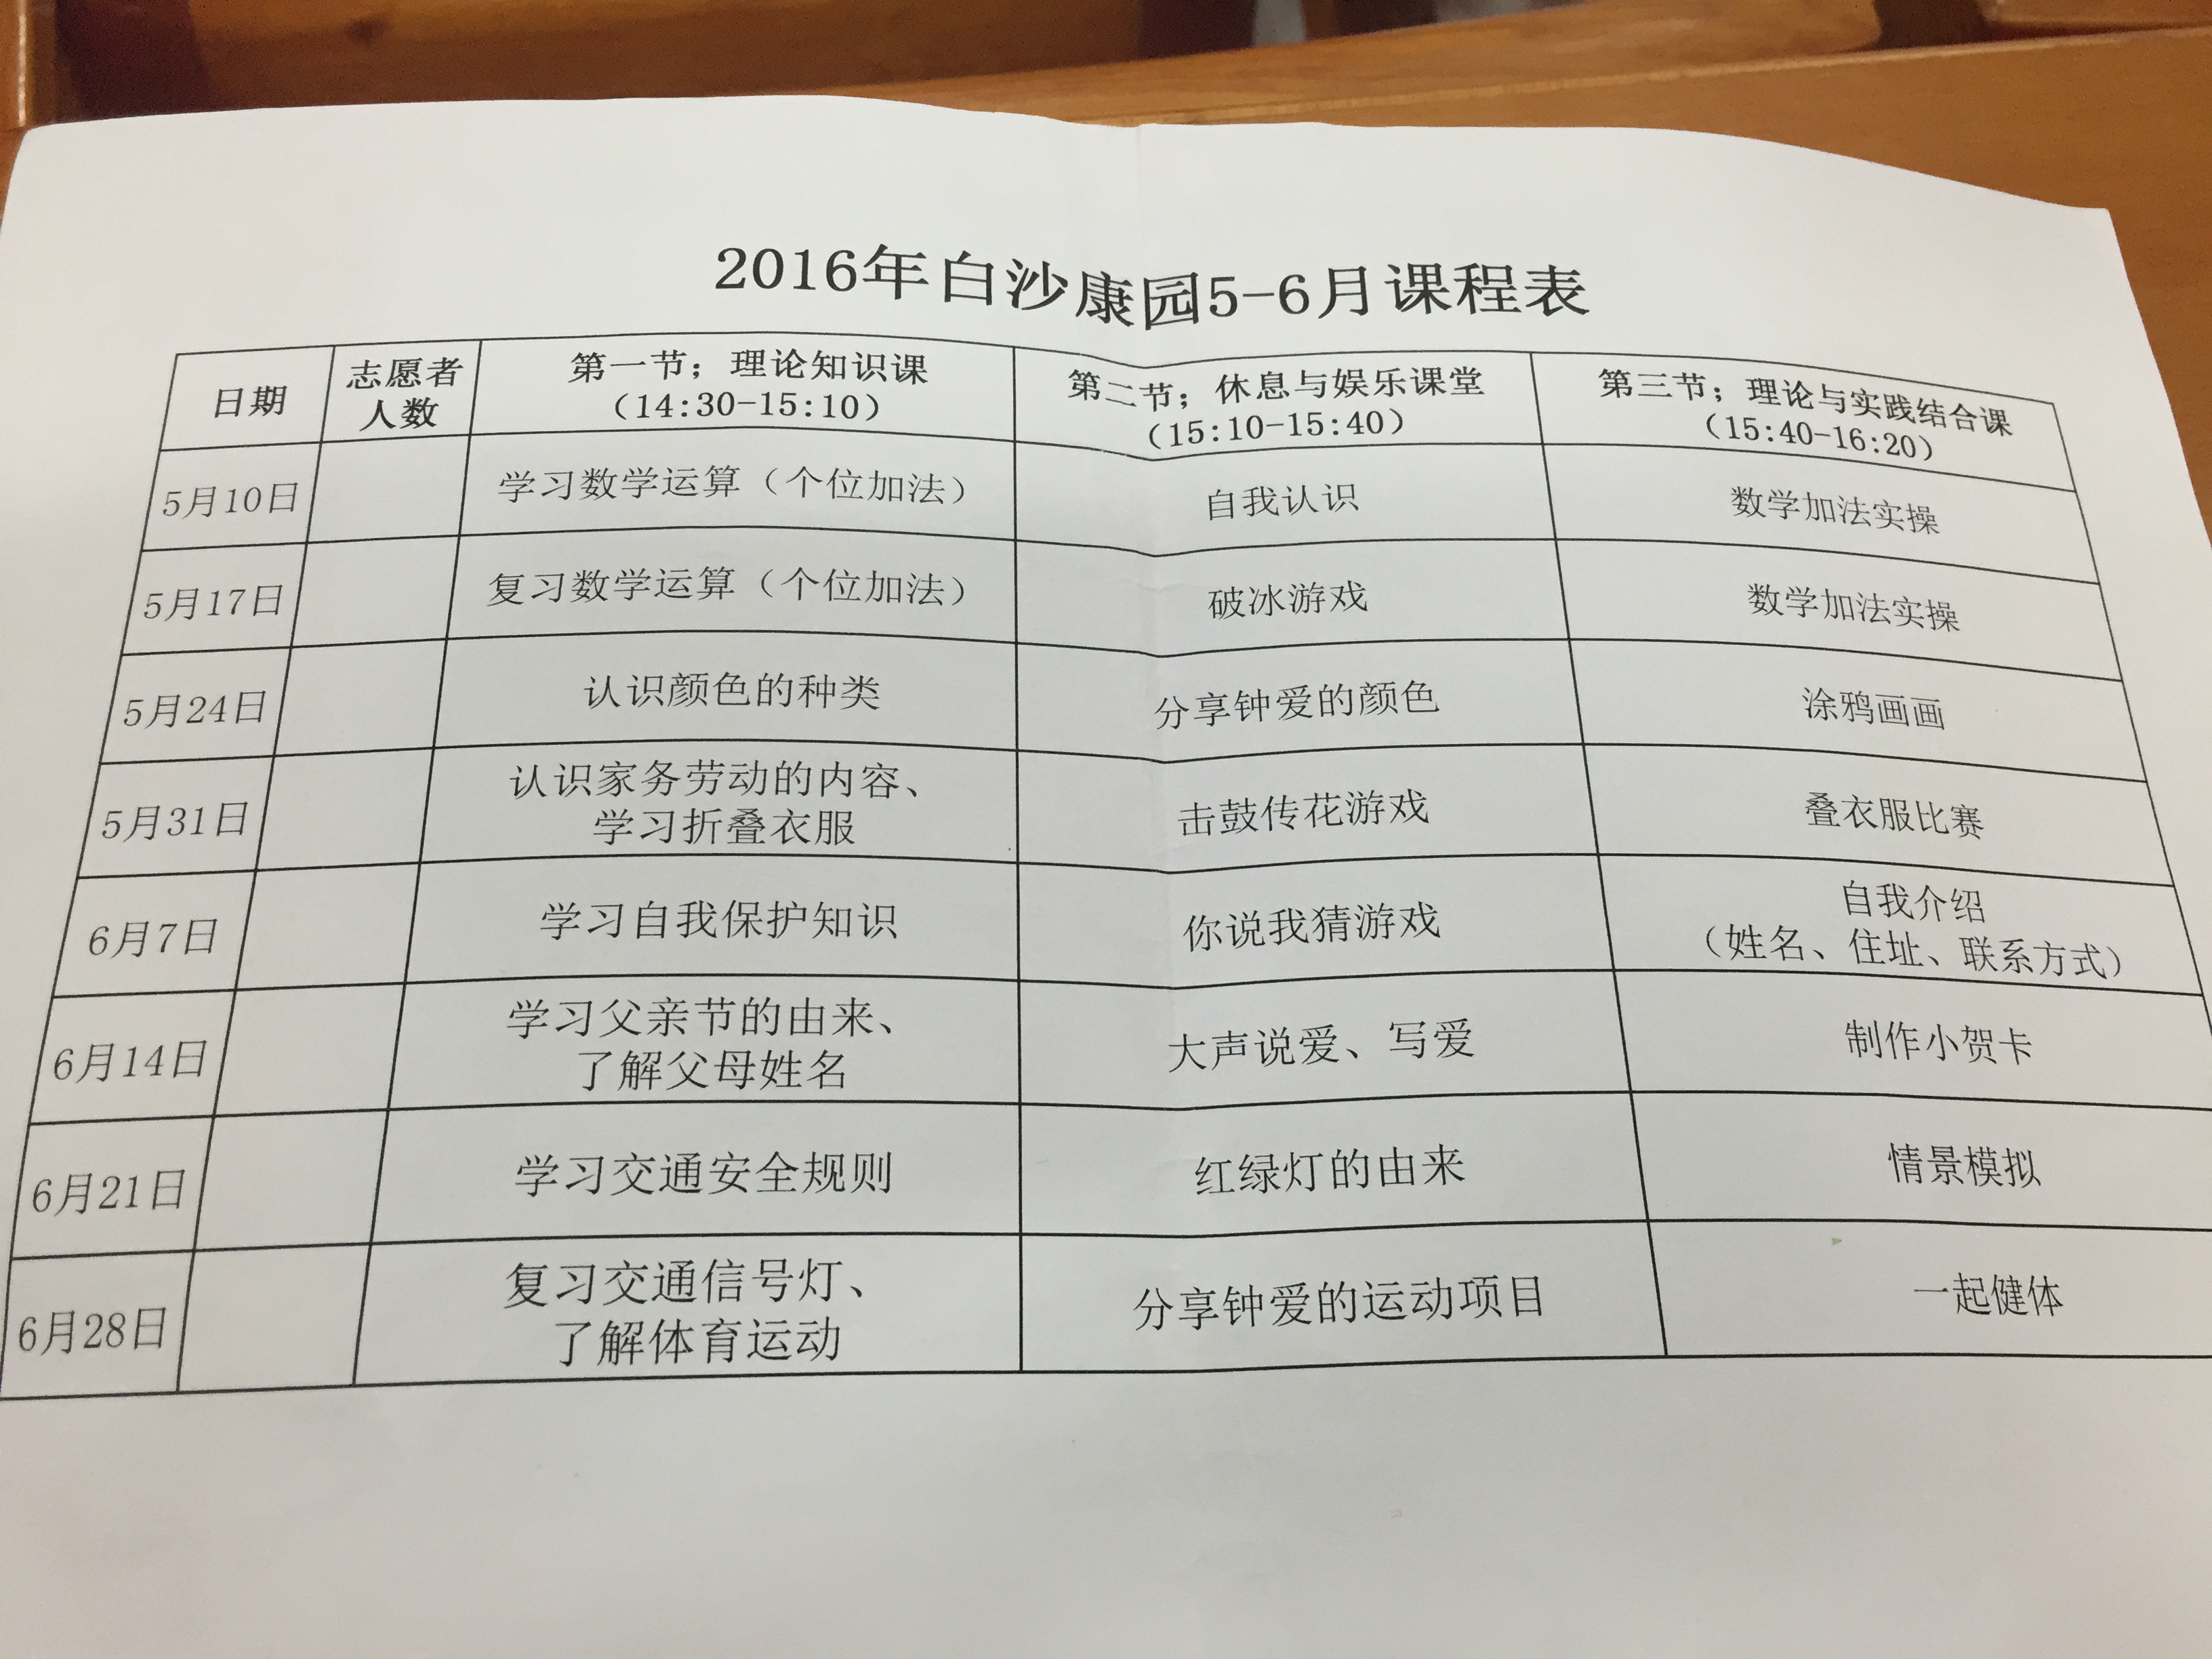 2016年白沙康园5-6月课程表
日期
志愿者
人数
第一节；理论知识课
（14:30-15:10）
第二节；休息与娱乐课堂
（15:10-15:40）
第三节；理论与实践结合课
（15:40-16:20）
5月10日
学习数学运算（个位加法）
自我认识
数学加法实操
5月17日
复习数学运算（个位加法）
破冰游戏
数学加法实操
5月24日
认识颜色的种类
分享钟爱的颜色
涂鸦画画
5月31日
认识家务劳动的内容、
学习折叠衣服
击鼓传花游戏
叠衣服比赛
6月7日
学习自我保护知识
你说我猜游戏
自我介绍
（姓名、住址、联系方式）
6月14日
学习父亲节的由来、
了解父母姓名
大声说爱、写爱
制作小贺卡
6月21日
学习交通安全规则
红绿灯的由来
情景模拟
6月28日
复习交通信号灯、
了解体育运动
分享钟爱的运动项目
一起健体